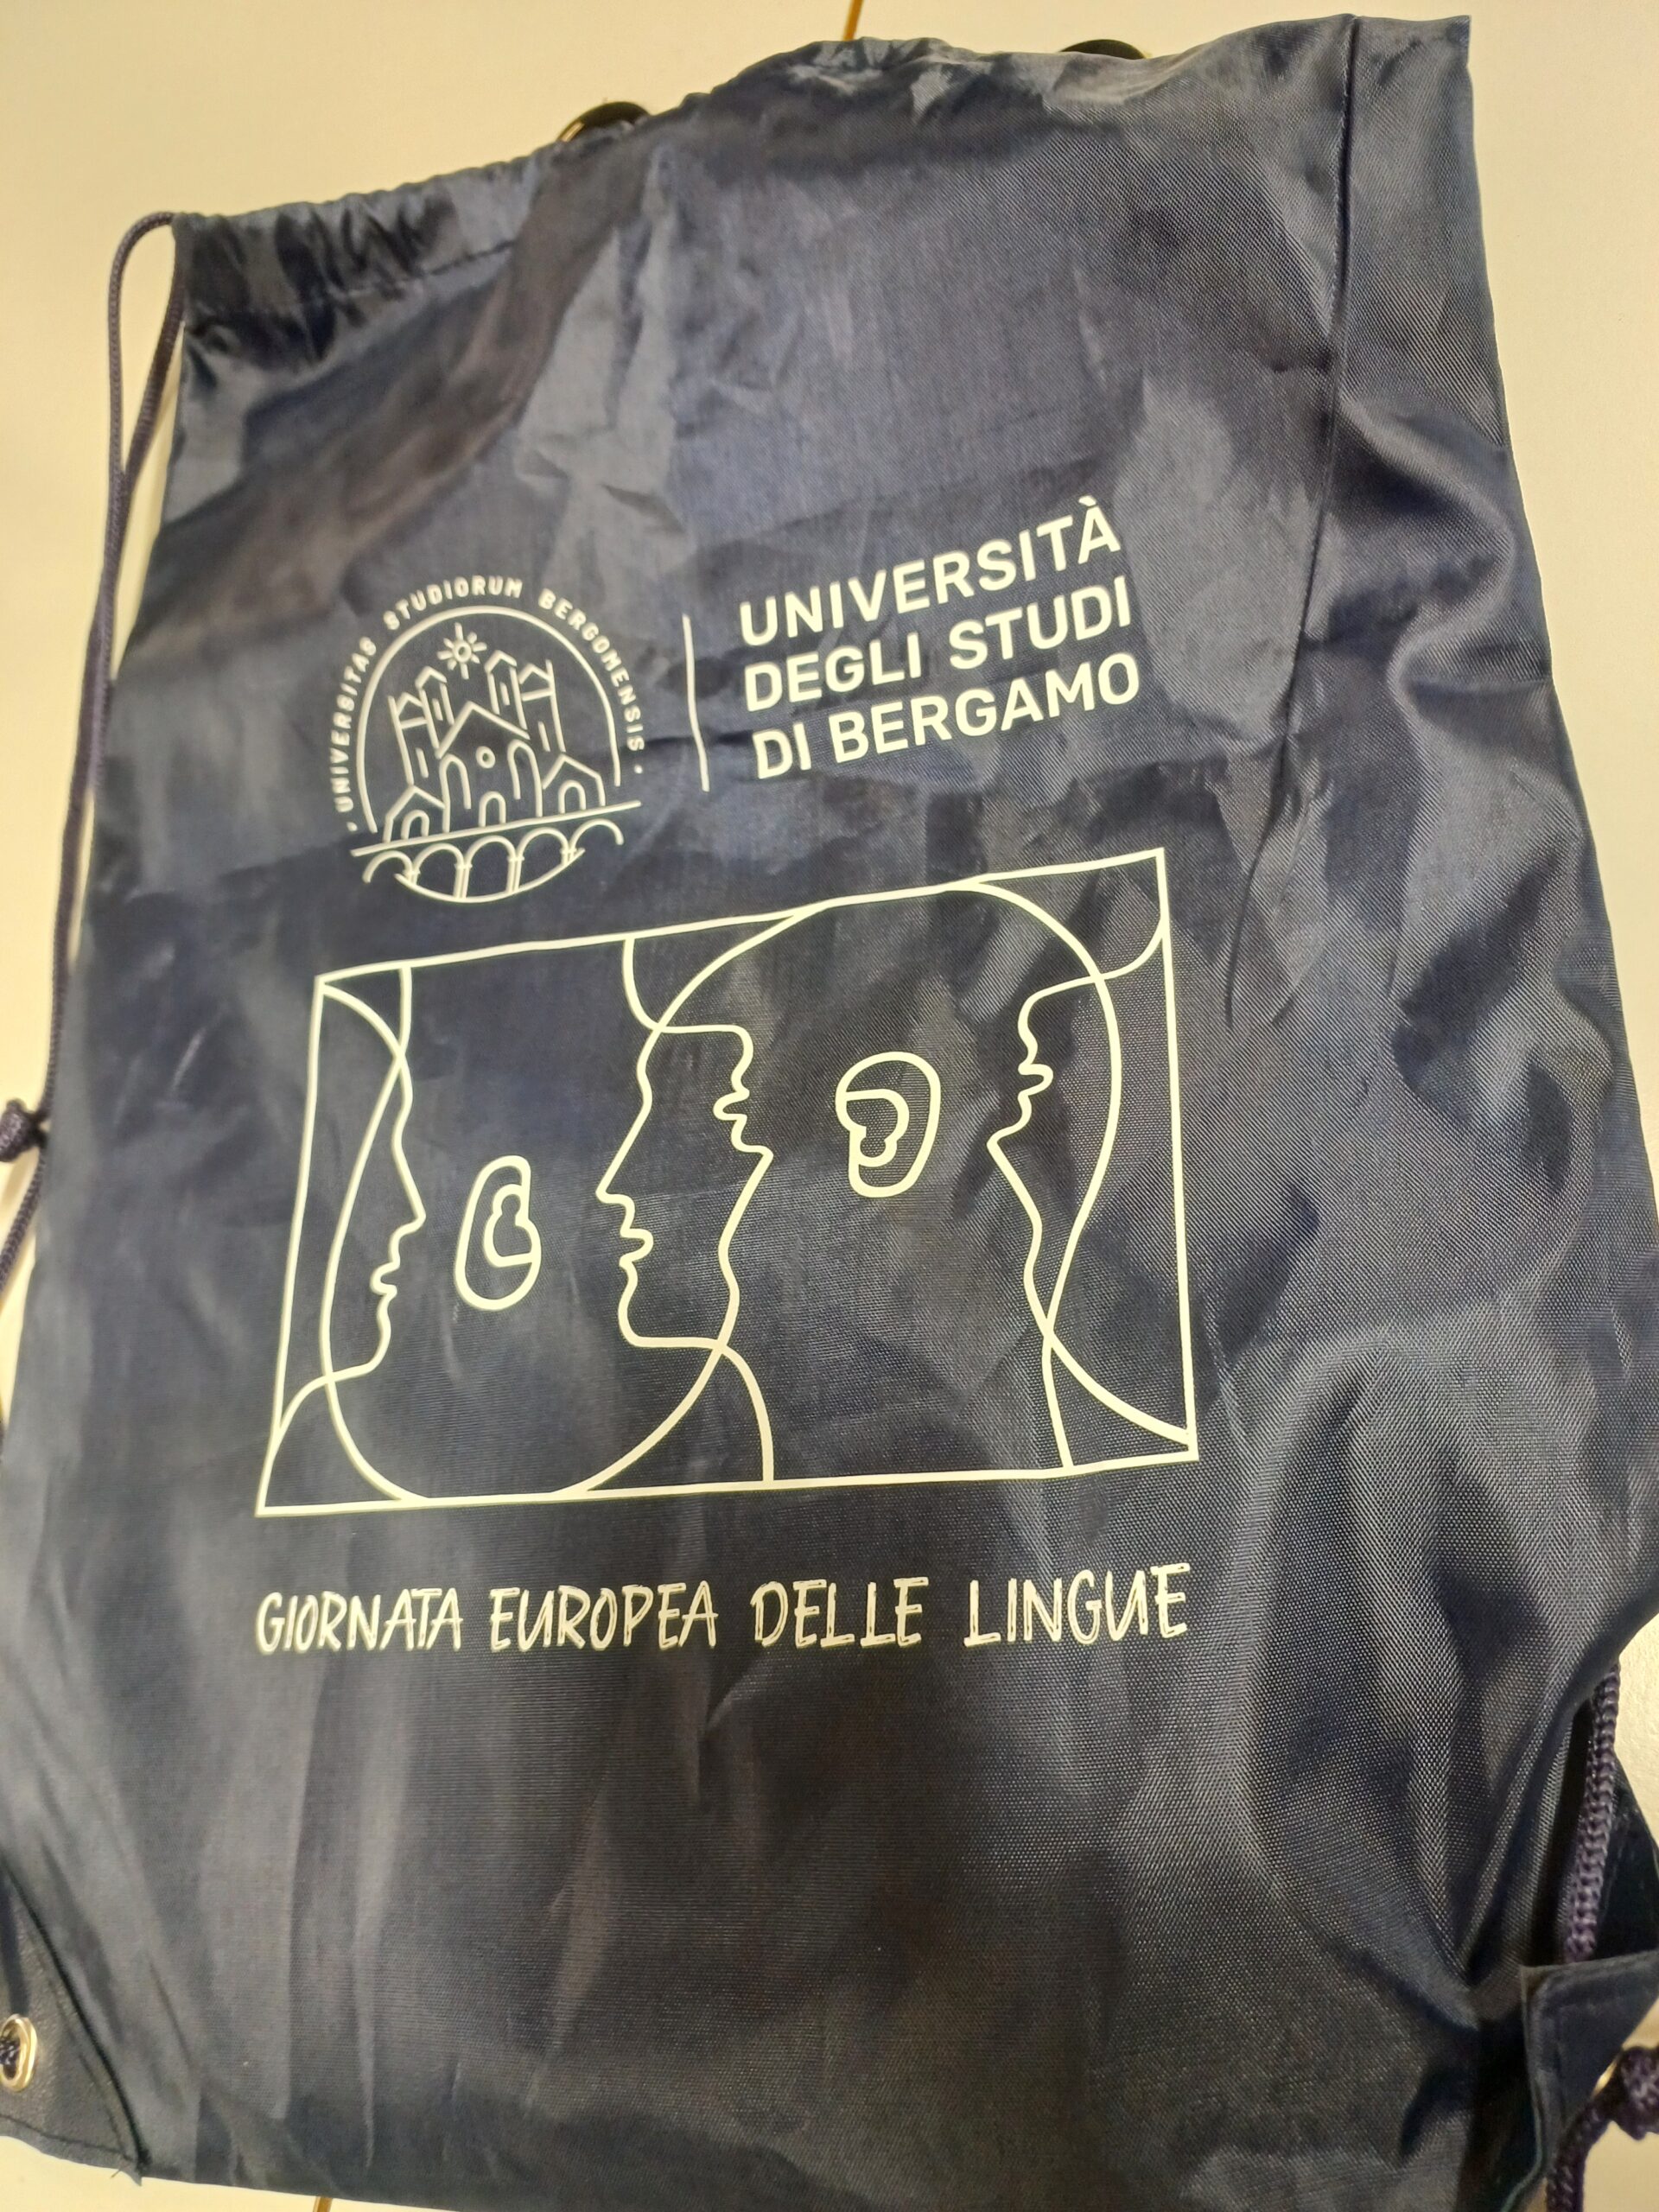 · UNIVERSITAS STUDIORUM BERGOMENSIS ·
UNIVERSITÀ
DEGLI STUDI
DI BERGAMO
GIORNATA EUROPEA DELLE LINGUE